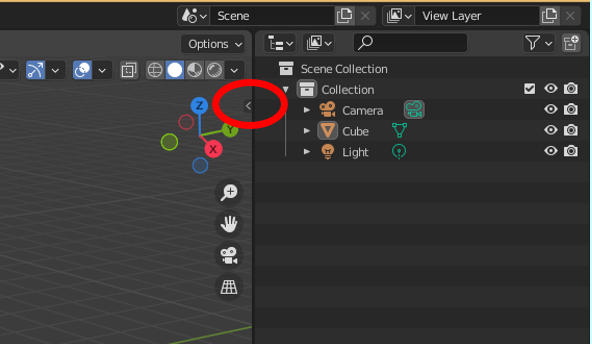 Scene
View Layer
Options
Scene Collection
Collection
Camera
Cube
Light
Z
Y
X